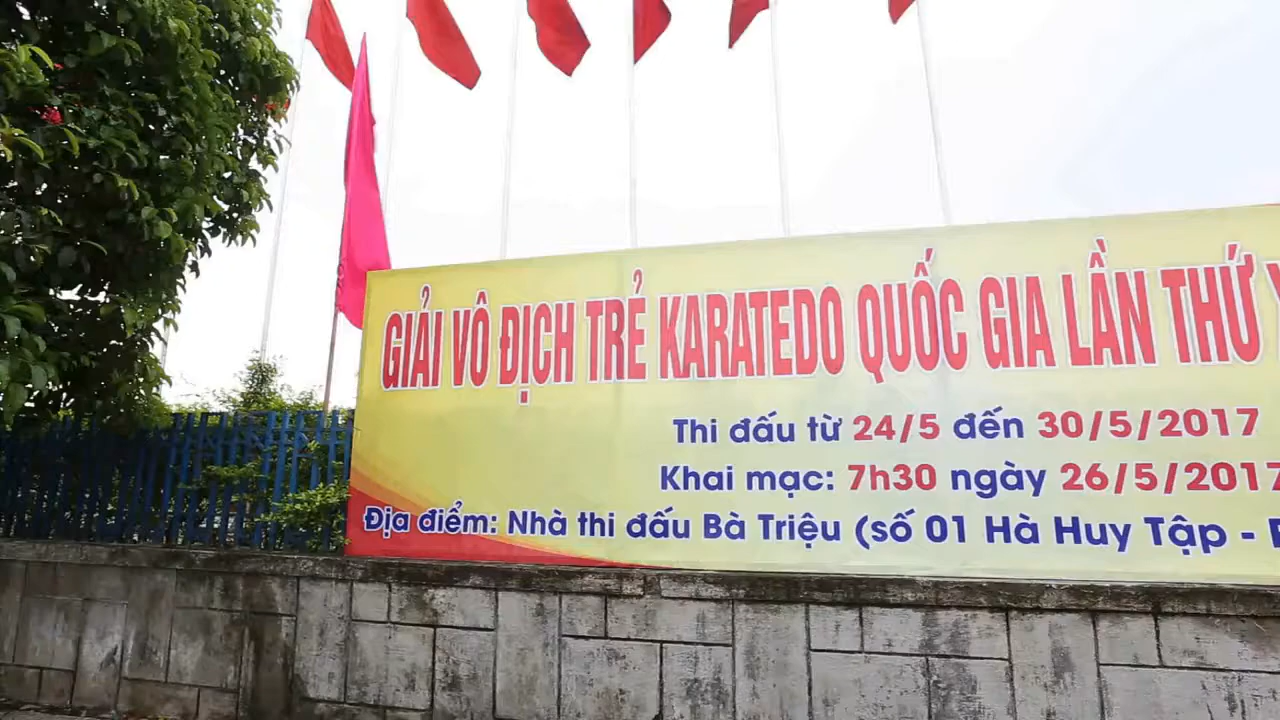 GIẢI VÔ ĐỊCH TRẺ KARATEDO QUỐC GIA LẦN THỨ
Thi đấu từ 24/5 đến 30/5/2017
Khai mạc: 7h30 ngày 26/5/2017
Địa điểm: Nhà thi đấu Bà Triệu (số 01 Hà Huy Tập -